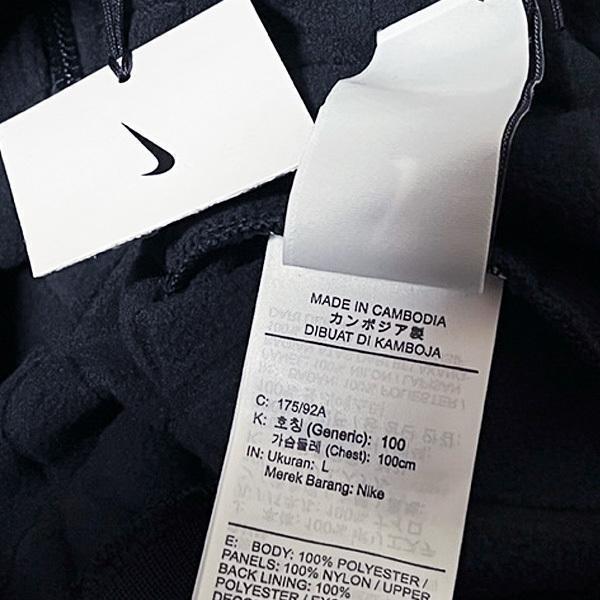 MADE IN CAMBODIA
カンボジア製
DIBUAT DI KAMBOJA
C: 175/92A
K: 호칭 (Generic): 100
가슴둘레 (Chest): 100cm
IN: Ukuran: L
Merek Barang: Nike
E: BODY: 100% POLYESTER /
PANELS: 100% NYLON / UPPER
BACK LINING: 100%